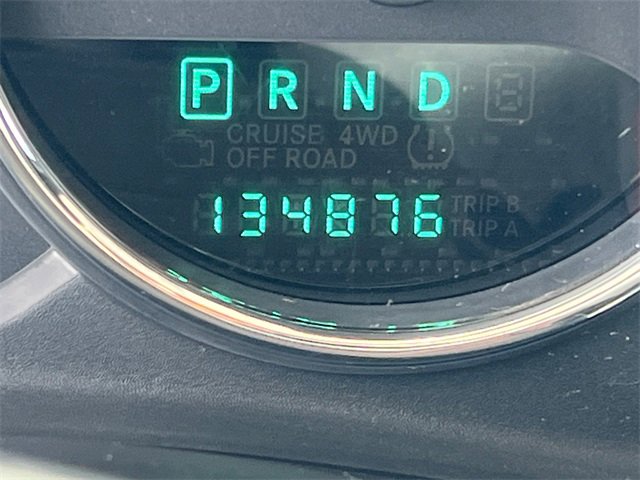 P R N D
CRUISE 4WD
OFF ROAD
134876
TRIP B
TRIP A